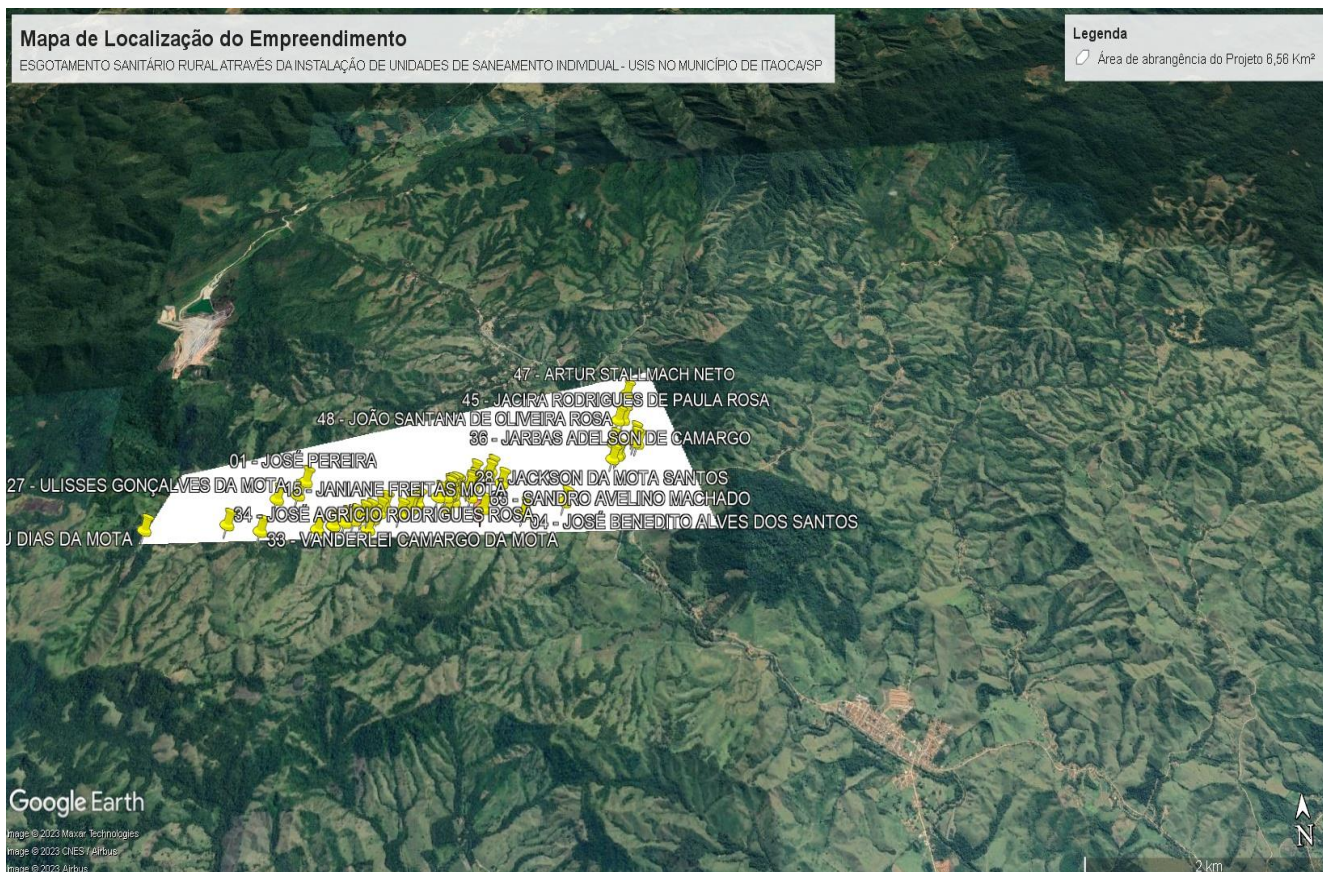 Mapa de Localização do Empreendimento
ESGOTAMENTO SANITÁRIO RURAL ATRAVÉS DA INSTALAÇÃO DE UNIDADES DE SANEAMENTO INDIVIDUAL - USIS NO MUNICÍPIO DE ITAOCA/SP
Legenda
Área de abrangência do Projeto 6,56 Km²
47 - ARTUR STALLMACH NETO
45 - JACIRA RODRIGUES DE PAULA ROSA
48 - JOÃO SANTANA DE OLIVEIRA ROSA
36 - JARBAS ADELSON DE CAMARGO
01 - JOSÉ PEREIRA
28 - JACKSON DA MOTA SANTOS
27 - ULISSES GONÇALVES DA MOTA
15 - JANIANE FREITAS MOTA
SANDRO AVELINO MACHADO
34 - JOSÉ AGRÍCIO RODRIGUES ROSA
04 - JOSÉ BENEDITO ALVES DOS SANTOS
DIAS DA MOTA
33 - VANDERLEI CAMARGO DA MOTA
Google Earth
Image © 2023 Maxar Technologies
Image © 2023 CNES / Airbus
Image © 2023 Airbus
N
2 km